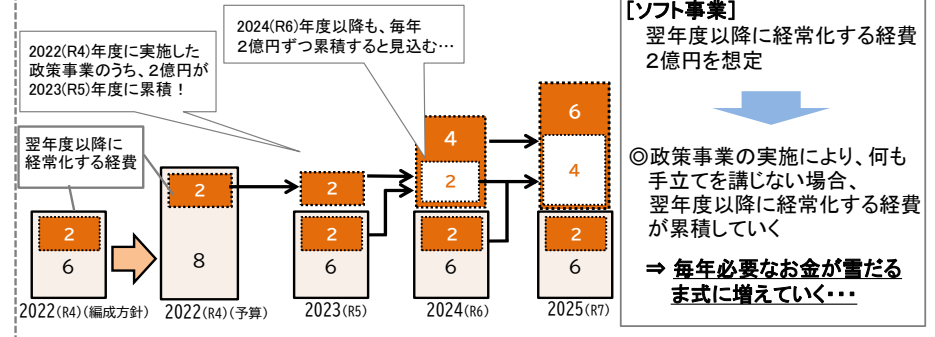 2022(R4)年度に実施した
政策事業のうち、2億円が
2023(R5)年度に累積！
2024(R6)年度以降も、毎年
2億円ずつ累積すると見込む…
翌年度以降に
経常化する経費
2
6
2022(R4)(編成方針)
2
8
2022(R4)(予算)
2
2
6
2023(R5)
4
2
2
6
2024(R6)
6
4
2
6
2025(R7)
[ソフト事業]
翌年度以降に経常化する経費
2億円を想定
◎政策事業の実施により、何も
手立てを講じない場合、
翌年度以降に経常化する経費
が累積していく
⇒ 毎年必要なお金が雪だる
ま式に増えていく・・・